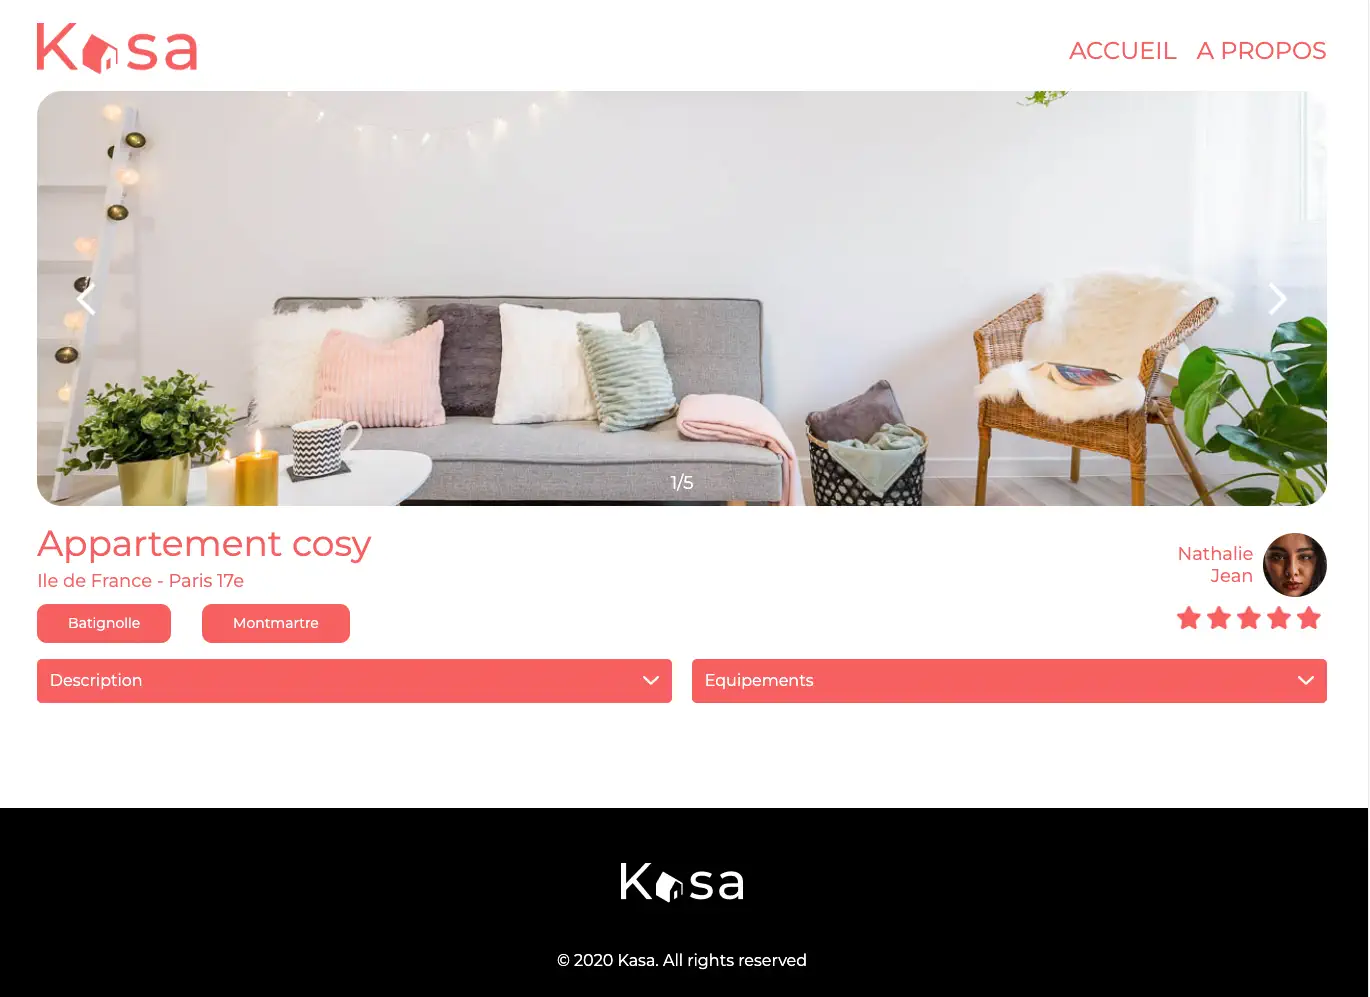 Kasa
ACCUEIL A PROPOS
1/5
Appartement cosy
Ile de France - Paris 17e
Batignolle
Montmartre
Nathalie
Jean
Description
Equipements
Kasa
© 2020 Kasa. All rights reserved